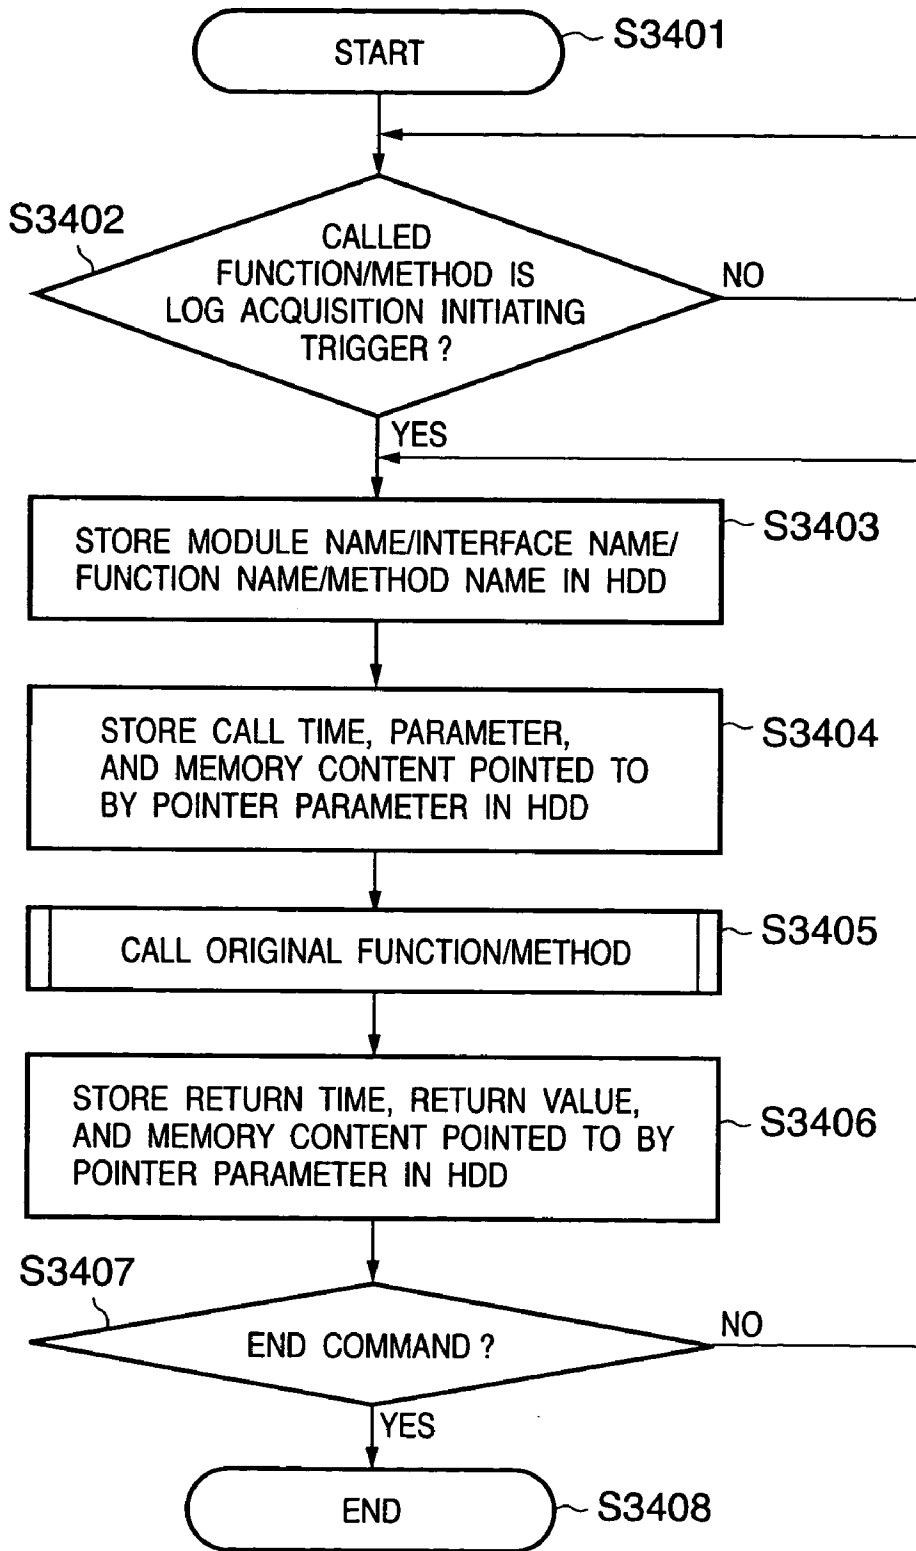 START
S3401
S3402
CALLED
FUNCTION/METHOD IS
LOG ACQUISITION INITIATING
TRIGGER ?
NO
YES
STORE MODULE NAME/INTERFACE NAME/
FUNCTION NAME/METHOD NAME IN HDD
S3403
STORE CALL TIME, PARAMETER,
AND MEMORY CONTENT POINTED TO
BY POINTER PARAMETER IN HDD
S3404
CALL ORIGINAL FUNCTION/METHOD
S3405
STORE RETURN TIME, RETURN VALUE,
AND MEMORY CONTENT POINTED TO BY
POINTER PARAMETER IN HDD
S3406
S3407
END COMMAND ?
NO
YES
END
S3408